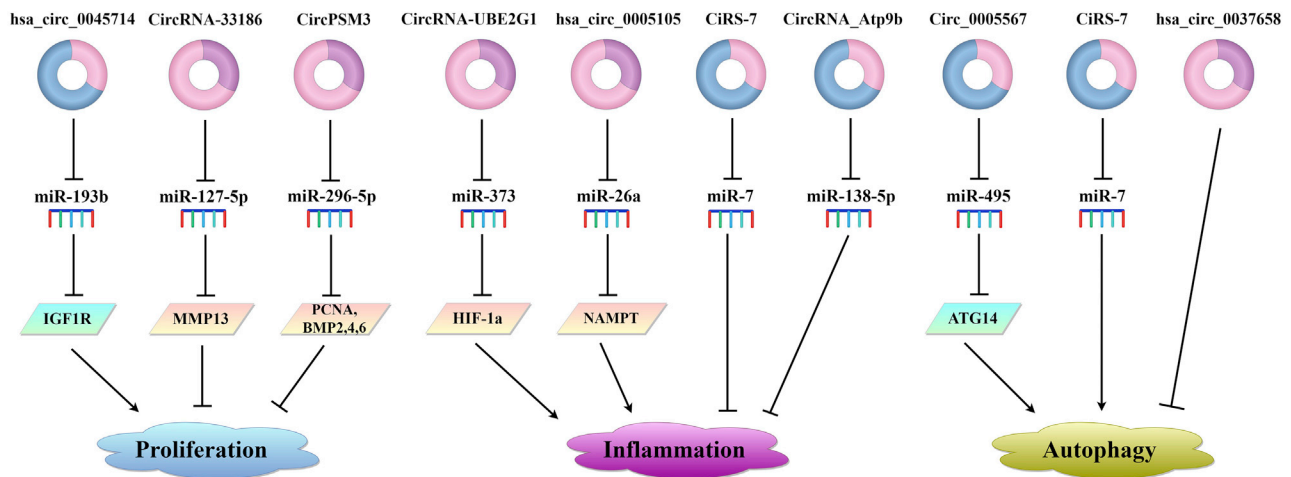 hsa_circ_0045714 CircRNA-33186 CircPSM3 CircRNA-UBE2G1 hsa_circ_0005105 CiRS-7 CircRNA_Atp9b Circ_0005567 CiRS-7 hsa_circ_0037658
miR-193b miR-127-5p miR-296-5p miR-373 miR-26a miR-7 miR-138-5p miR-495 miR-7
IGF1R MMP13 PCNA, BMP2,4,6 HIF-1a NAMPT ATG14
Proliferation Inflammation Autophagy